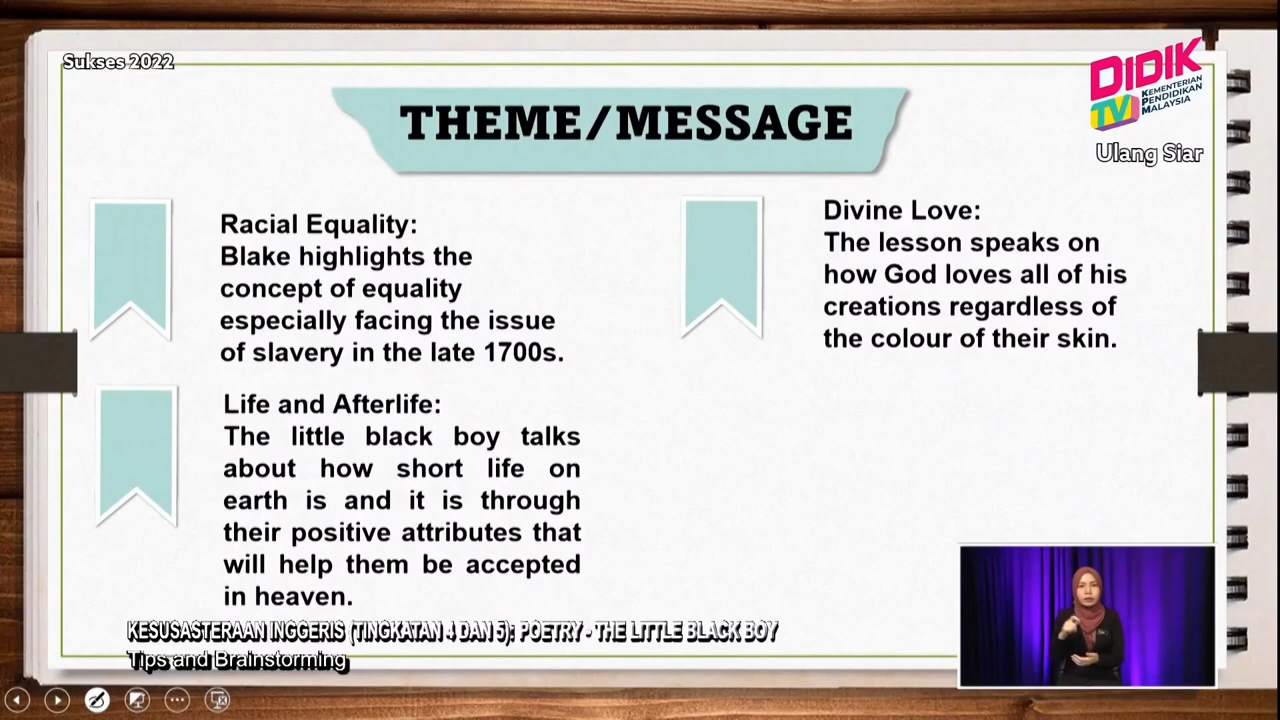 Sukses 2022
DIDIK
TV
KEMENTERIAN
PENDIDIKAN
MALAYSIA
Ulang Siar
THEME/MESSAGE
Racial Equality:
Blake highlights the
concept of equality
especially facing the issue
of slavery in the late 1700s.
Life and Afterlife:
The little black boy talks
about how short life on
earth is and it is through
their positive attributes that
will help them be accepted
in heaven.
Divine Love:
The lesson speaks on
how God loves all of his
creations regardless of
the colour of their skin.
KESUSASTERAAN INGGERIS (TINGKATAN 4 DAN 5): POETRY - THE LITTLE BLACK BOY
Tips and Brainstorming